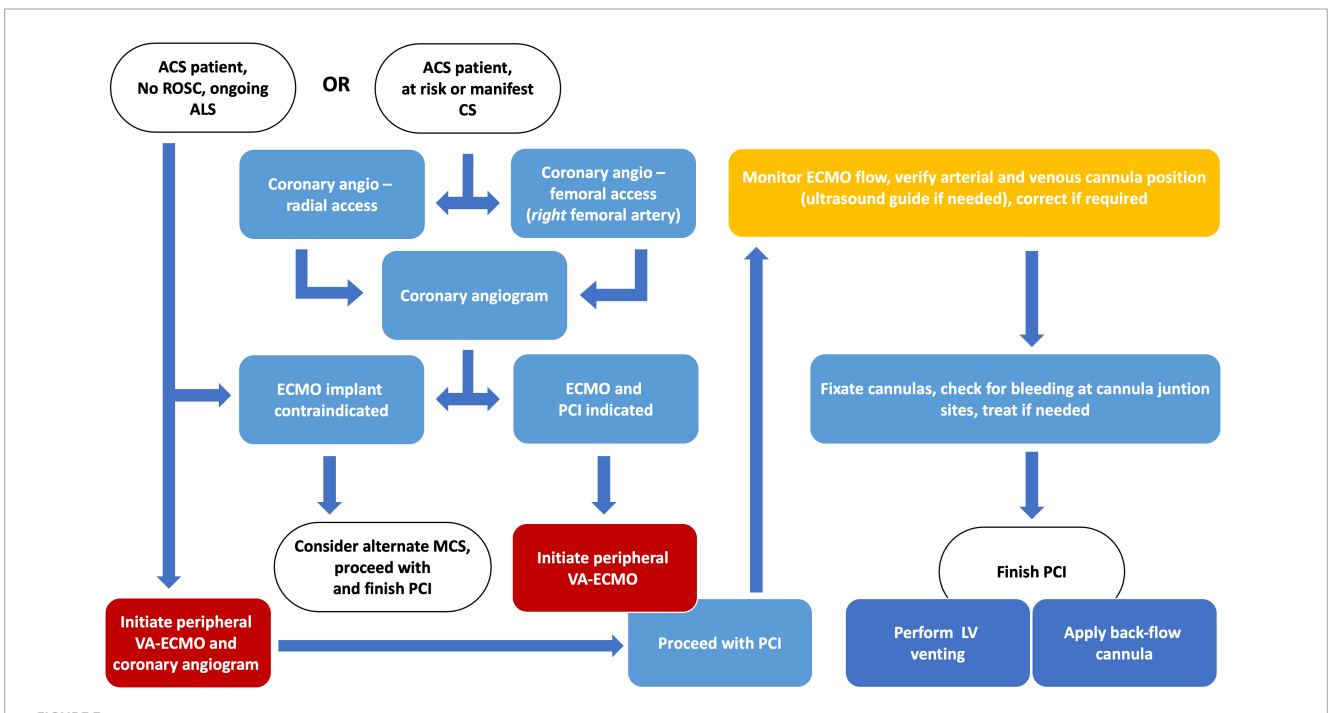 ACS patient,
No ROSC, ongoing
ALS
OR
ACS patient,
at risk or manifest
CS
Coronary angio –
radial access
Coronary angio –
femoral access
(right femoral artery)
Monitor ECMO flow, verify arterial and venous cannula position
(ultrasound guide if needed), correct if required
Coronary angiogram
ECMO implant
contraindicated
ECMO and
PCI indicated
Fixate cannulas, check for bleeding at cannula juntion
sites, treat if needed
Consider alternate MCS,
proceed with
and finish PCI
Initiate peripheral
VA-ECMO
Finish PCI
Initiate peripheral
VA-ECMO and
coronary angiogram
Proceed with PCI
Perform LV
venting
Apply back-flow
cannula